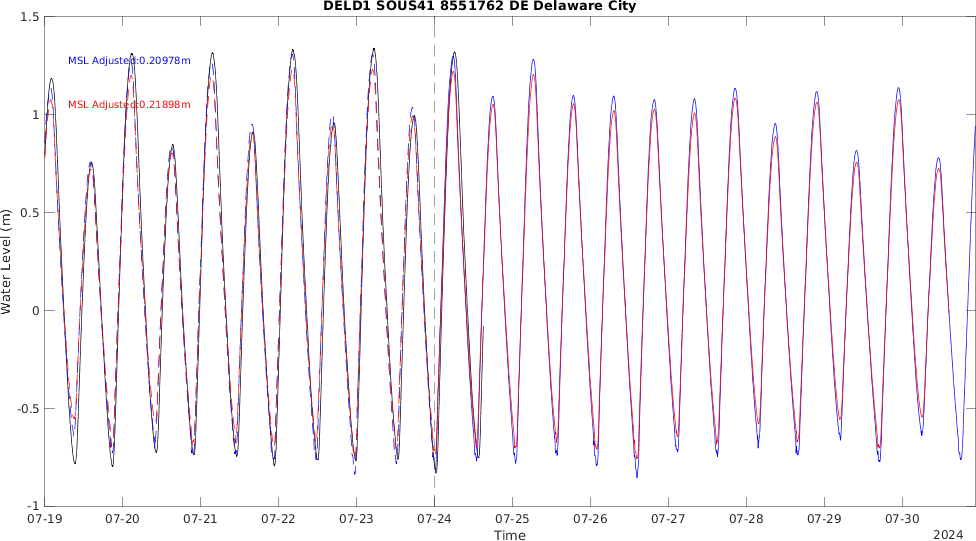 DELD1 SOUS41 8551762 DE Delaware City
1.5
MSL Adjusted:0.20978m
MSL Adjusted:0.21898m
1
0.5
0
-0.5
-1
Water Level (m)
07-19 07-20 07-21 07-22 07-23 07-24 07-25 07-26 07-27 07-28 07-29 07-30
Time
2024